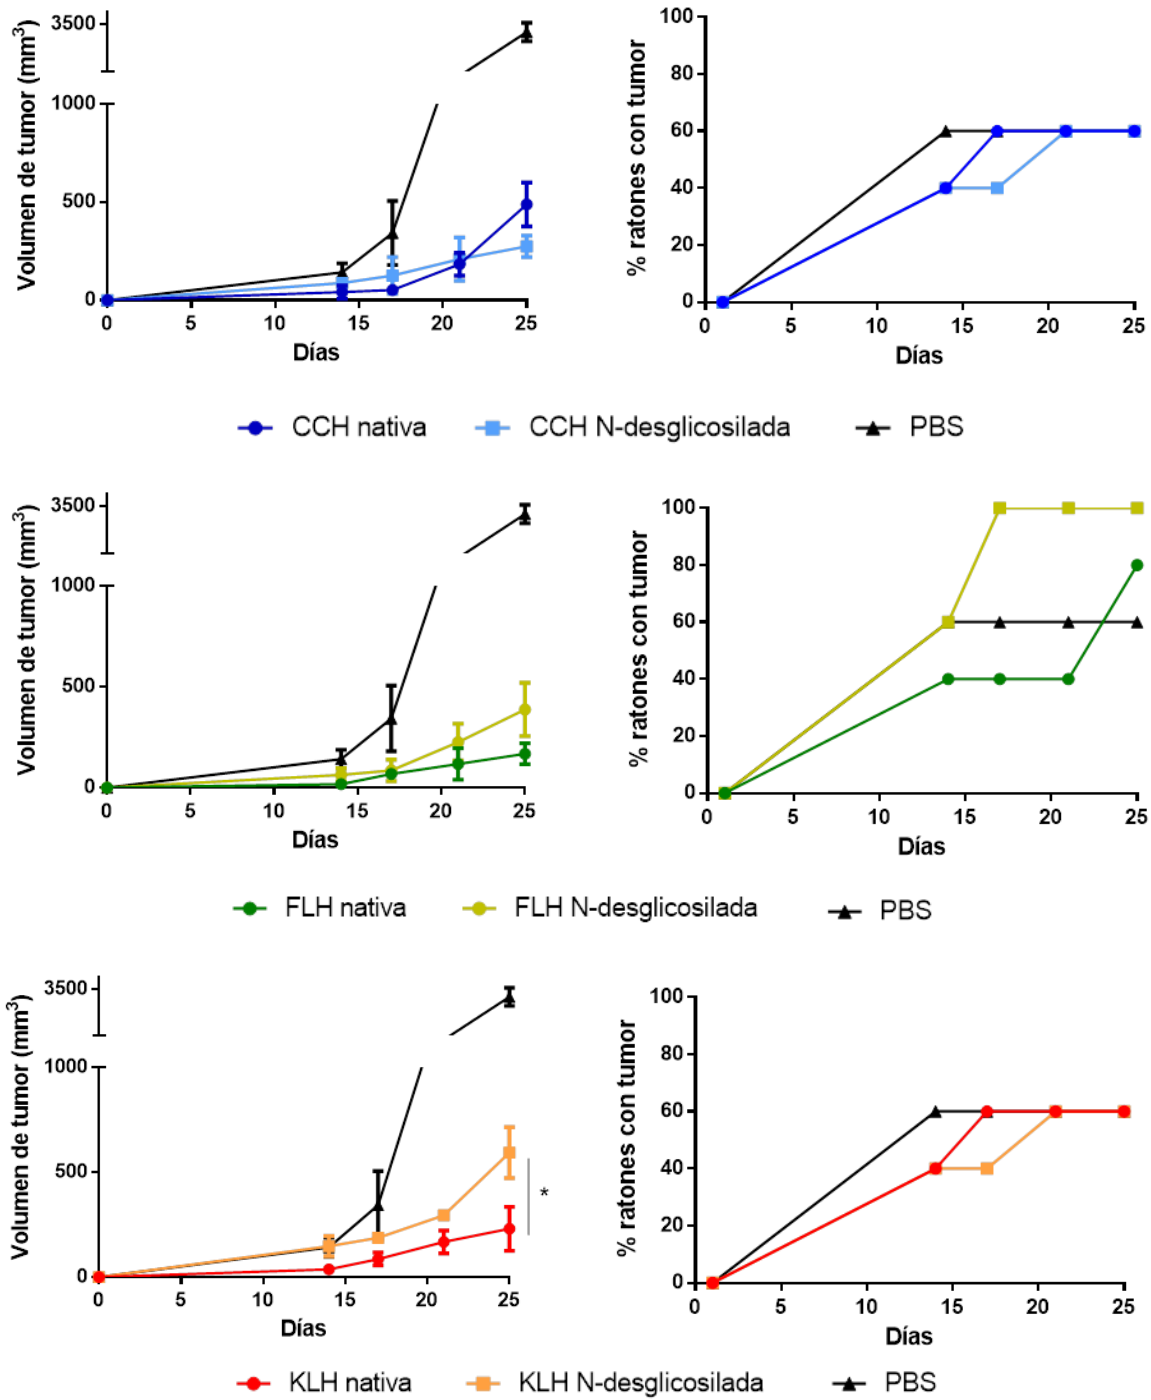 Volumen de tumor (mm³)
3500
1000
500
0
0 5 10 15 20 25
Días
% ratones con tumor
100
80
60
40
20
0
0 5 10 15 20 25
Días
CCH nativa CCH N-desglicosilada PBS
Volumen de tumor (mm³)
3500
1000
500
0
0 5 10 15 20 25
Días
% ratones con tumor
100
80
60
40
20
0
0 5 10 15 20 25
Días
FLH nativa FLH N-desglicosilada PBS
Volumen de tumor (mm³)
3500
1000
500
0
0 5 10 15 20 25
Días
*
% ratones con tumor
100
80
60
40
20
0
0 5 10 15 20 25
Días
KLH nativa KLH N-desglicosilada PBS